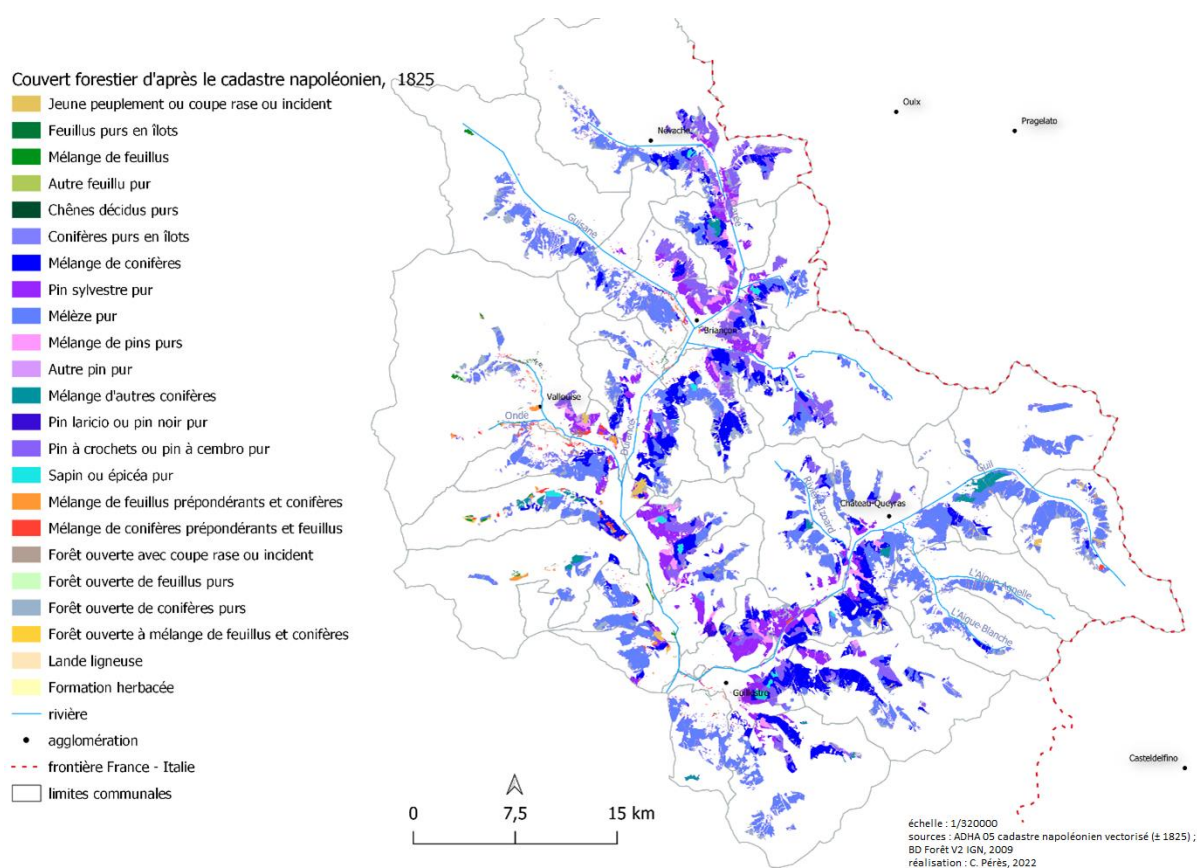 Couvert forestier d'après le cadastre napoléonien, 1825
Jeune peuplement ou coupe rase ou incident
Feuillus purs en îlots
Mélange de feuillus
Autre feuillu pur
Chênes décidus purs
Conifères purs en îlots
Mélange de conifères
Pin sylvestre pur
Mélèze pur
Mélange de pins purs
Autre pin pur
Mélange d'autres conifères
Pin laricio ou pin noir pur
Pin à crochets ou pin à cembro pur
Sapin ou épicéa pur
Mélange de feuillus prépondérants et conifères
Mélange de conifères prépondérants et feuillus
Forêt ouverte avec coupe rase ou incident
Forêt ouverte de feuillus purs
Forêt ouverte de conifères purs
Forêt ouverte à mélange de feuillus et conifères
Lande ligneuse
Formation herbacée
rivière
agglomération
frontière France - Italie
limites communales
Oulx
Pragelato
Névache
Guisane
Briançon
Vallouise
Onde
Durance
Guil
Château-Queyras
L'Aigue Agnelle
L'Aigue Blanche
Guillestre
Casteldelfino
0 7,5 15 km
échelle : 1/320000
sources : ADHA 05 cadastre napoléonien vectorisé (± 1825) ;
BD Forêt V2 IGN, 2009
réalisation : C. Pérès, 2022